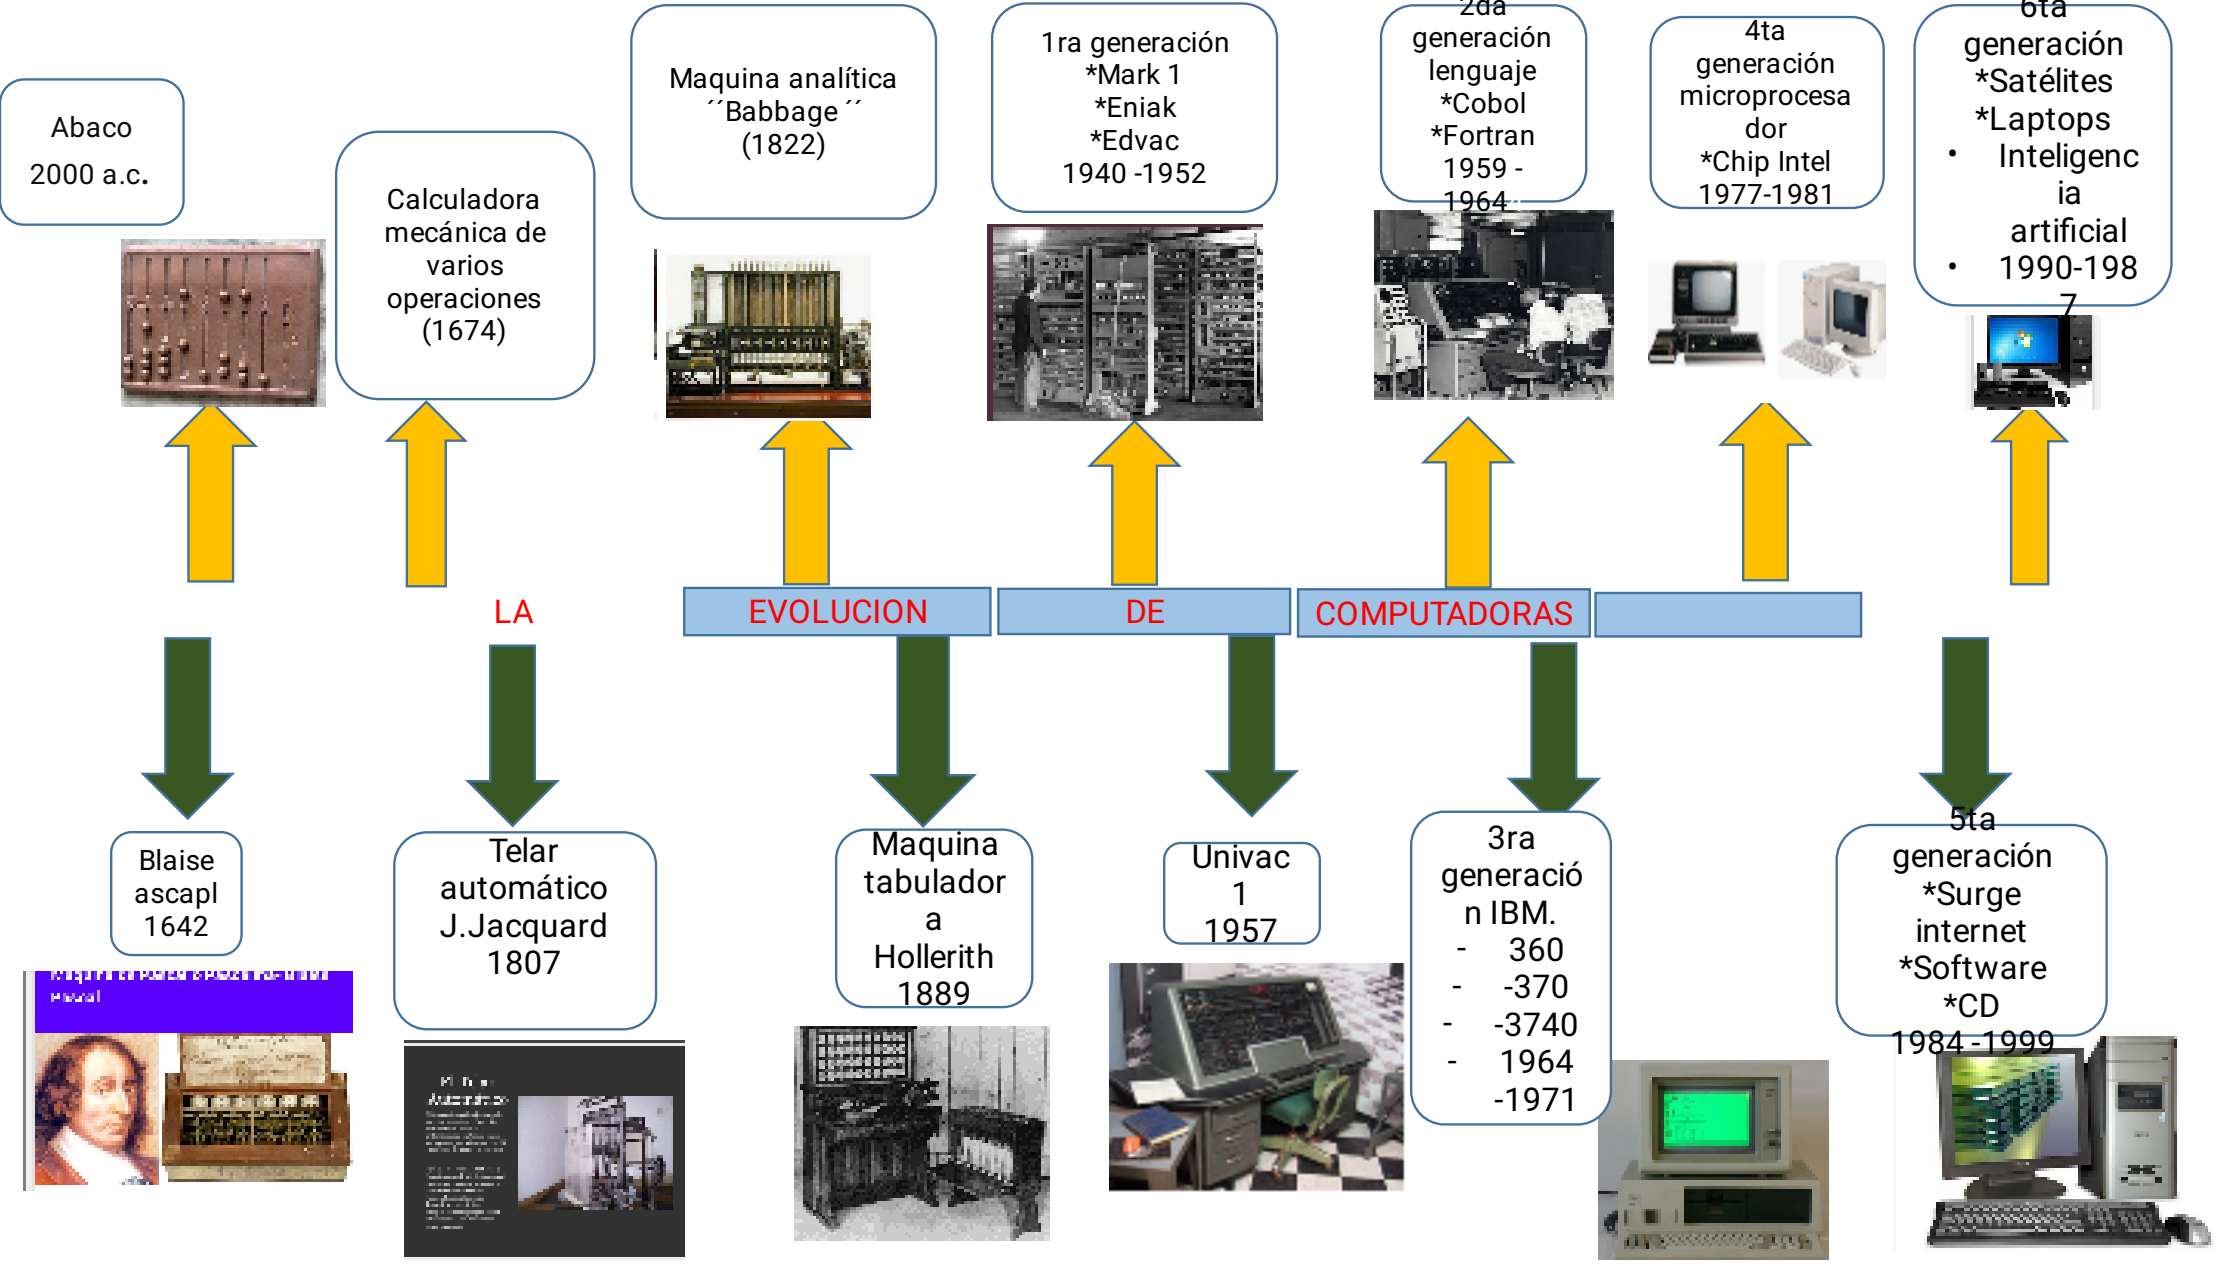 Abaco
2000 a.c.
Calculadora
mecánica de
varios
operaciones
(1674)
Maquina analítica
´´Babbage´´
(1822)
1ra generación
*Mark 1
*Eniak
*Edvac
1940 -1952
2da
generación
lenguaje
*Cobol
*Fortran
1959 -
1964
4ta
generación
microprocesa
dor
*Chip Intel
1977-1981
6ta
generación
*Satélites
*Laptops
• Inteligenc
ia
artificial
• 1990-198
7
LA EVOLUCION DE COMPUTADORAS
Blaise
ascapl
1642
Pascal
Telar
automático
J.Jacquard
1807
Automático
Maquina
tabulador
a
Hollerith
1889
Univac
1
1957
3ra
generació
n IBM.
- 360
- -370
- -3740
- 1964
-1971
5ta
generación
*Surge
internet
*Software
*CD
1984 -1999